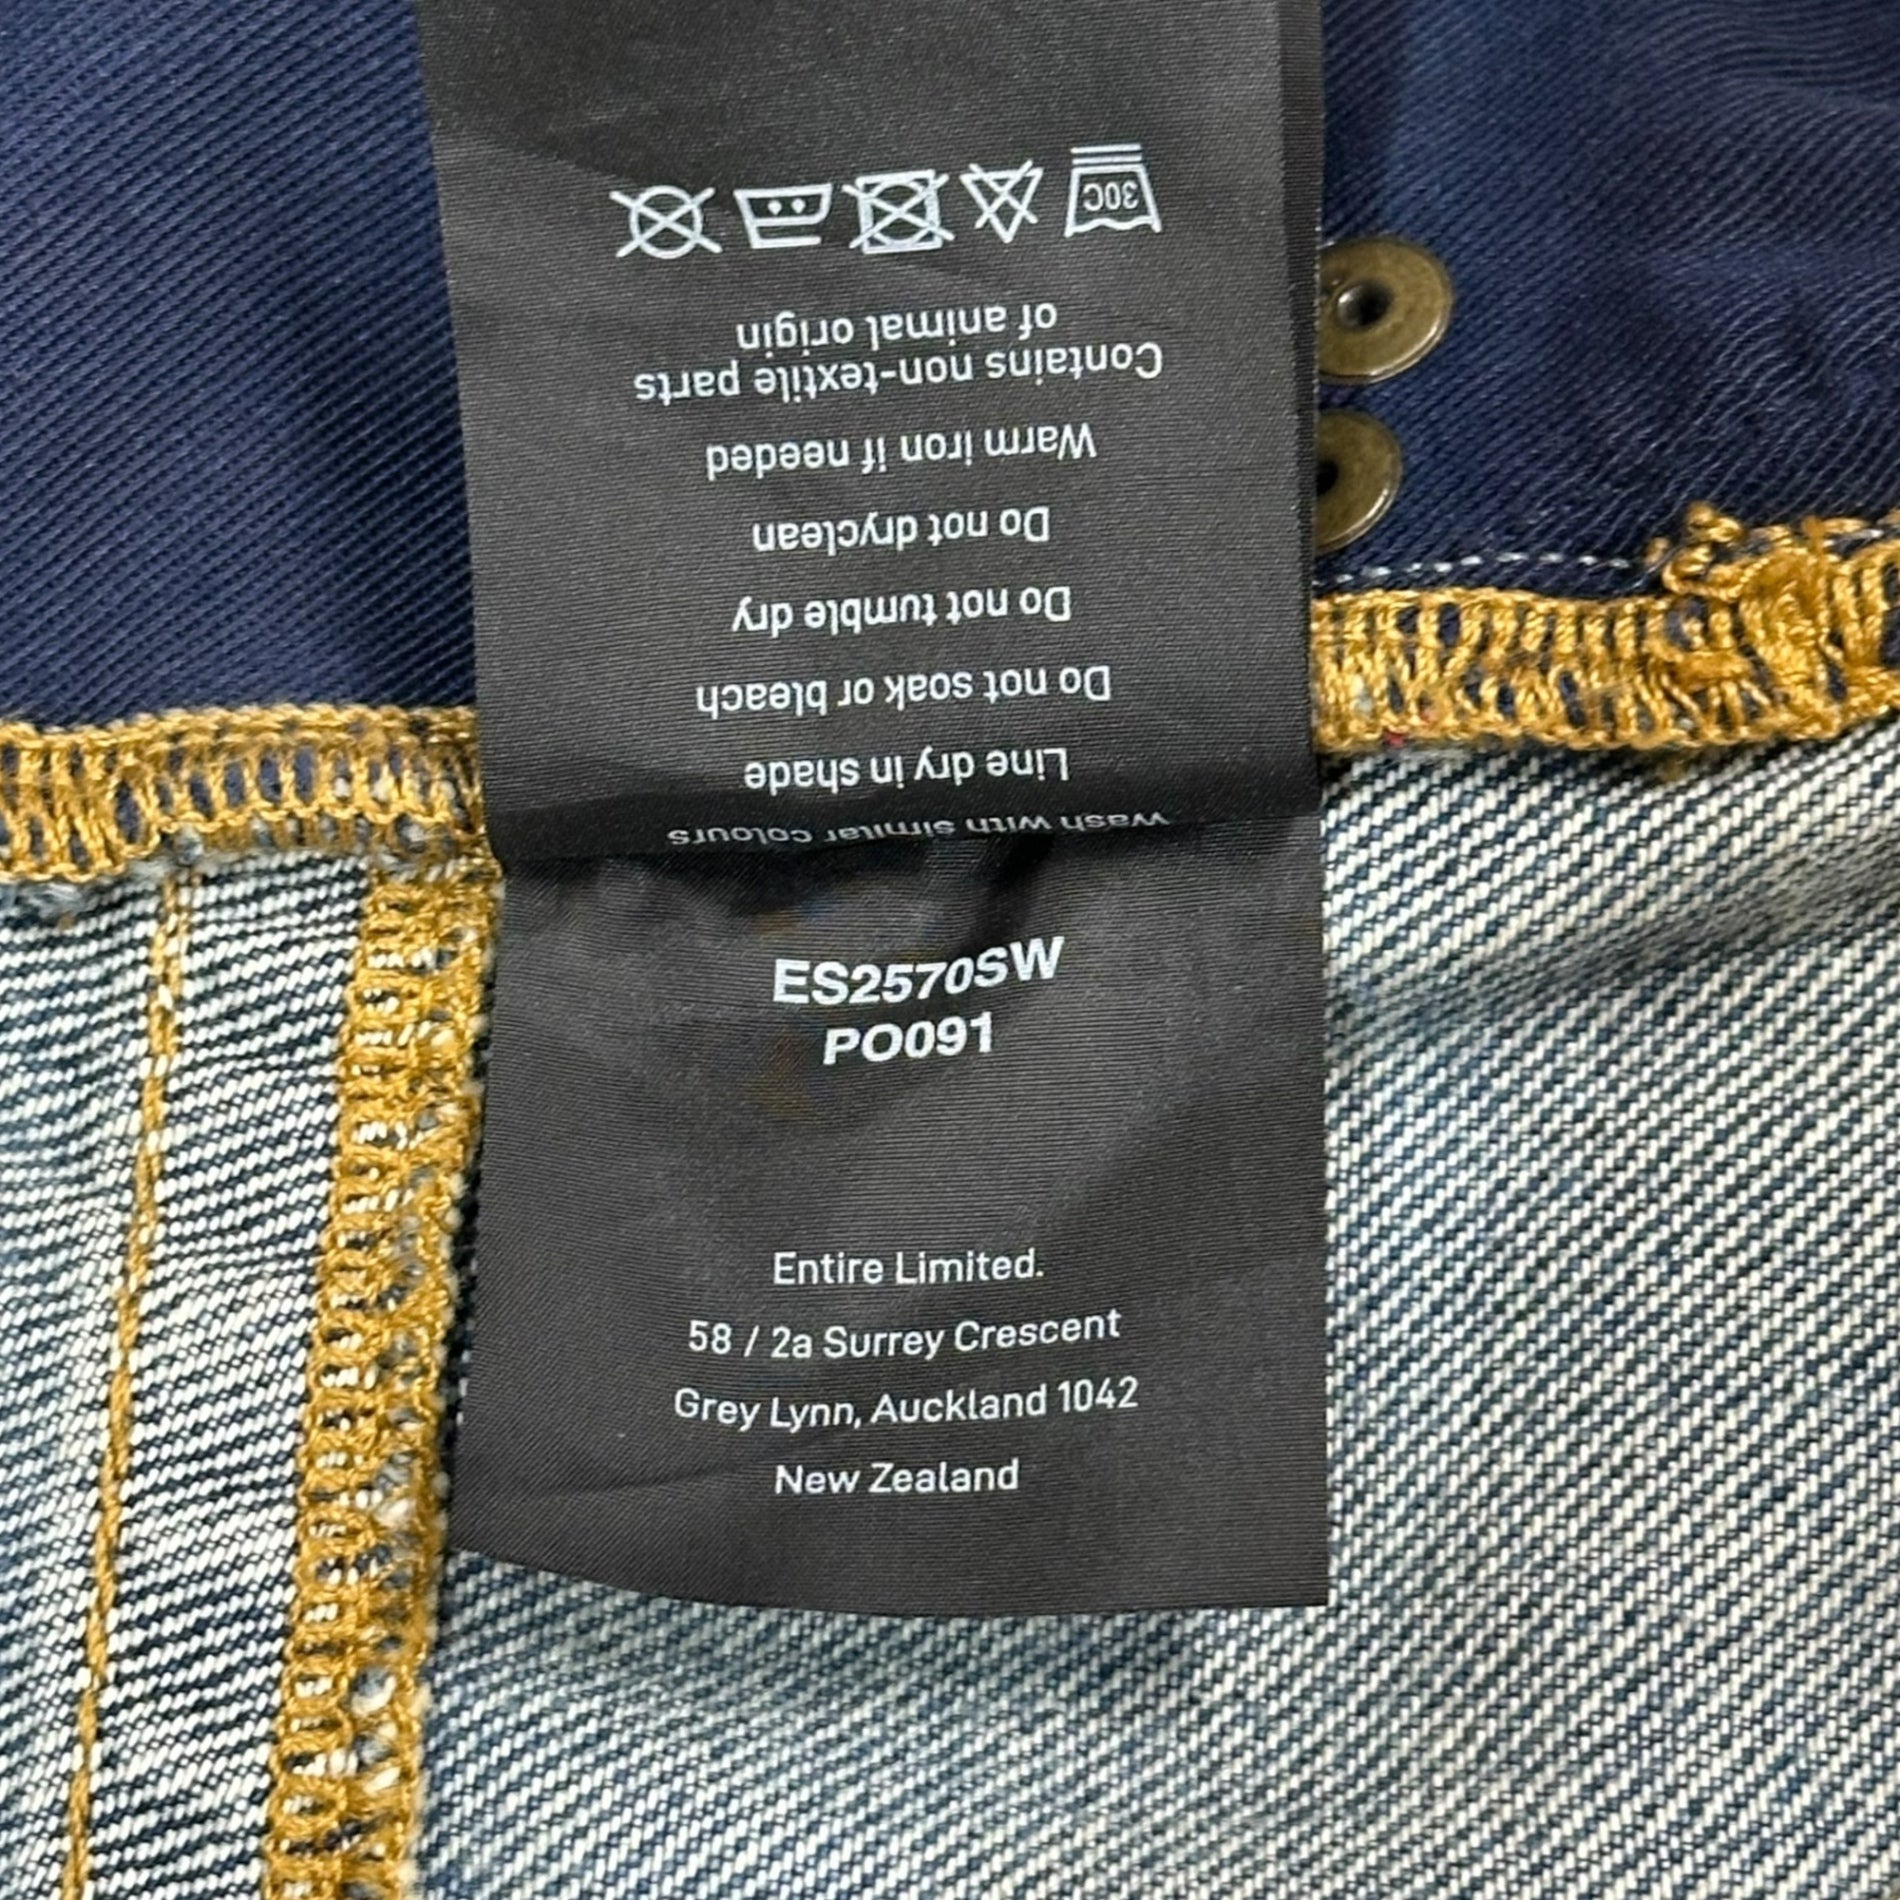 Wash with similar colours
Line dry in shade
Do not soak or bleach
Do not tumble dry
Do not dryclean
Warm iron if needed
Contains non-textile parts
of animal origin
30C
ES2570SW
PO091
Entire Limited.
58 / 2a Surrey Crescent
Grey Lynn, Auckland 1042
New Zealand